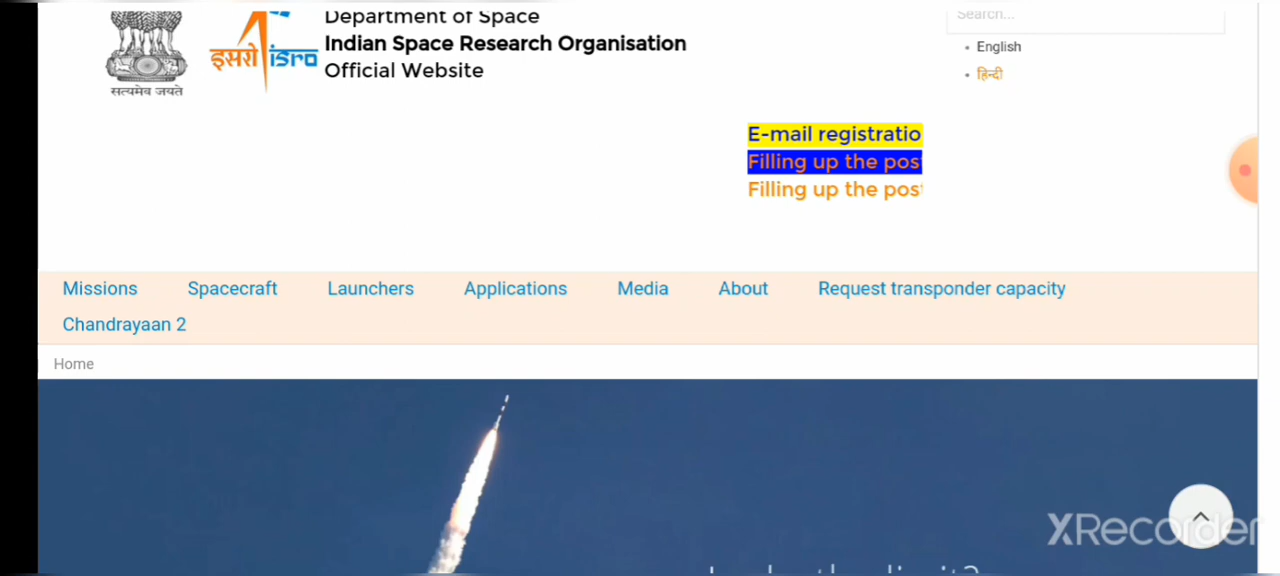 Department of Space
Indian Space Research Organisation
Official Website
इसरो isro
सत्यमेव जयते
Search...
English
हिन्दी
E-mail registratio
Filling up the pos
Filling up the pos
Missions Spacecraft Launchers Applications Media About Request transponder capacity
Chandrayaan 2
Home
XRecorder